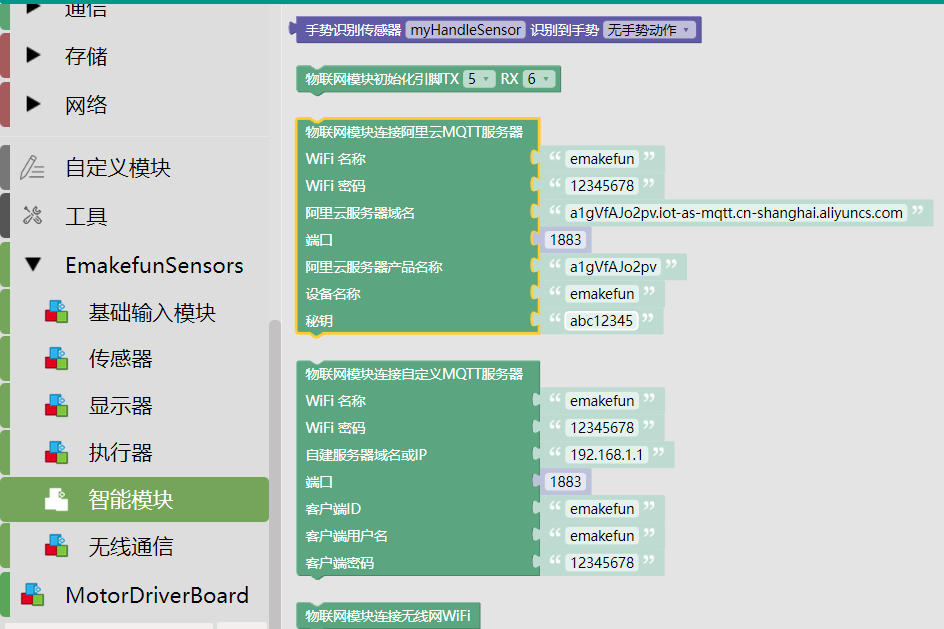 通信
存储
网络
自定义模块
工具
EmakefunSensors
基础输入模块
传感器
显示器
执行器
智能模块
无线通信
MotorDriverBoard
手势识别传感器 myHandleSensor 识别到手势 无手势动作
物联网模块初始化引脚TX 5 RX 6
物联网模块连接阿里云MQTT服务器
WiFi 名称 “ emakefun ”
WiFi 密码 “ 12345678 ”
阿里云服务器域名 “ a1gVfAJo2pv.iot-as-mqtt.cn-shanghai.aliyuncs.com ”
端口 1883
阿里云服务器产品名称 “ a1gVfAJo2pv ”
设备名称 “ emakefun ”
秘钥 “ abc12345 ”
物联网模块连接自定义MQTT服务器
WiFi 名称 “ emakefun ”
WiFi 密码 “ 12345678 ”
自建服务器域名或IP “ 192.168.1.1 ”
端口 1883
客户端ID “ emakefun ”
客户端用户名 “ emakefun ”
客户端密码 “ 12345678 ”
物联网模块连接无线网WiFi